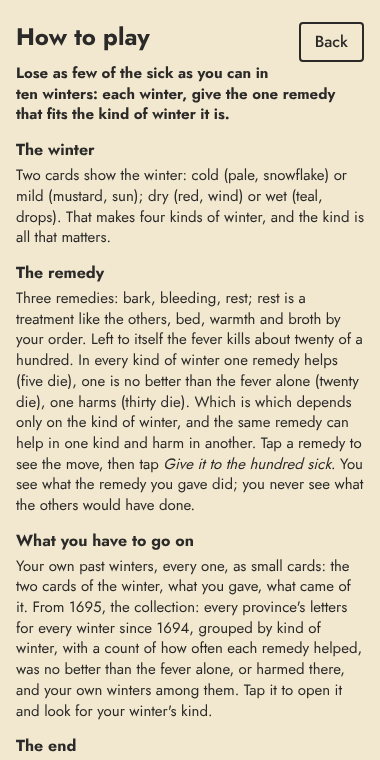 How to play
Back
Lose as few of the sick as you can in
ten winters: each winter, give the one remedy
that fits the kind of winter it is.
The winter
Two cards show the winter: cold (pale, snowflake) or
mild (mustard, sun); dry (red, wind) or wet (teal,
drops). That makes four kinds of winter, and the kind is
all that matters.
The remedy
Three remedies: bark, bleeding, rest; rest is a
treatment like the others, bed, warmth and broth by
your order. Left to itself the fever kills about twenty of a
hundred. In every kind of winter one remedy helps
(five die), one is no better than the fever alone (twenty
die), one harms (thirty die). Which is which depends
only on the kind of winter, and the same remedy can
help in one kind and harm in another. Tap a remedy to
see the move, then tap Give it to the hundred sick. You
see what the remedy you gave did; you never see what
the others would have done.
What you have to go on
Your own past winters, every one, as small cards: the
two cards of the winter, what you gave, what came of
it. From 1695, the collection: every province's letters
for every winter since 1694, grouped by kind of
winter, with a count of how often each remedy helped,
was no better than the fever alone, or harmed there,
and your own winters among them. Tap it to open it
and look for your winter's kind.
The end